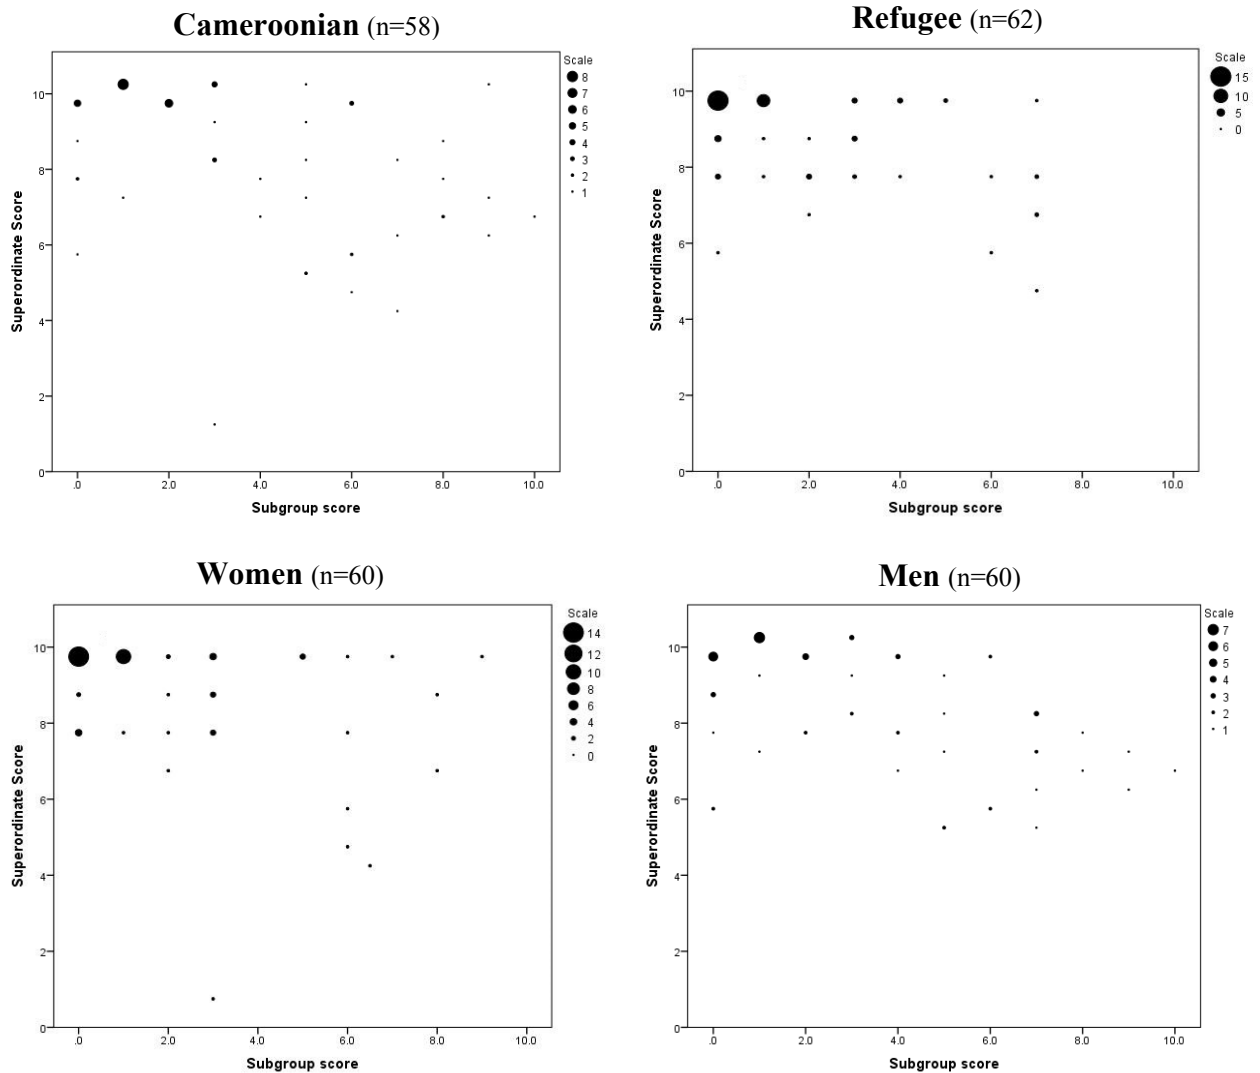 Cameroonian (n=58)
Scale
8
7
6
5
4
3
2
1
Superordinate Score
10
8
6
4
2
0
.0 2.0 4.0 6.0 8.0 10.0
Subgroup score
Refugee (n=62)
Scale
15
10
5
0
Superordinate Score
10
8
6
4
2
0
.0 2.0 4.0 6.0 8.0 10.0
Subgroup score
Women (n=60)
Scale
14
12
10
8
6
4
2
0
Superordinate Score
10
8
6
4
2
0
.0 2.0 4.0 6.0 8.0 10.0
Subgroup score
Men (n=60)
Scale
7
6
5
4
3
2
1
Superordinate Score
10
8
6
4
2
0
.0 2.0 4.0 6.0 8.0 10.0
Subgroup score